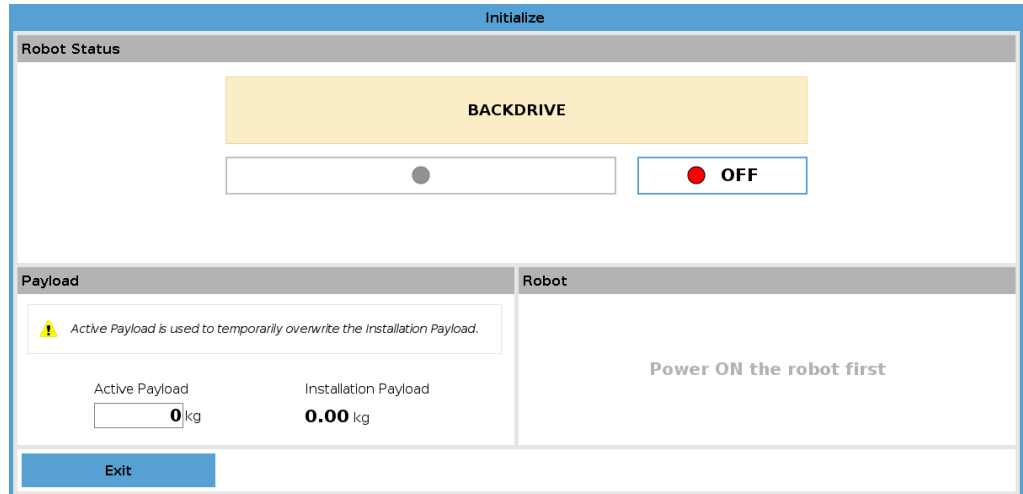 Initialize
Robot Status
BACKDRIVE
OFF
Payload
Robot
Active Payload is used to temporarily overwrite the Installation Payload.
Power ON the robot first
Active Payload
Installation Payload
0 kg
0.00 kg
Exit